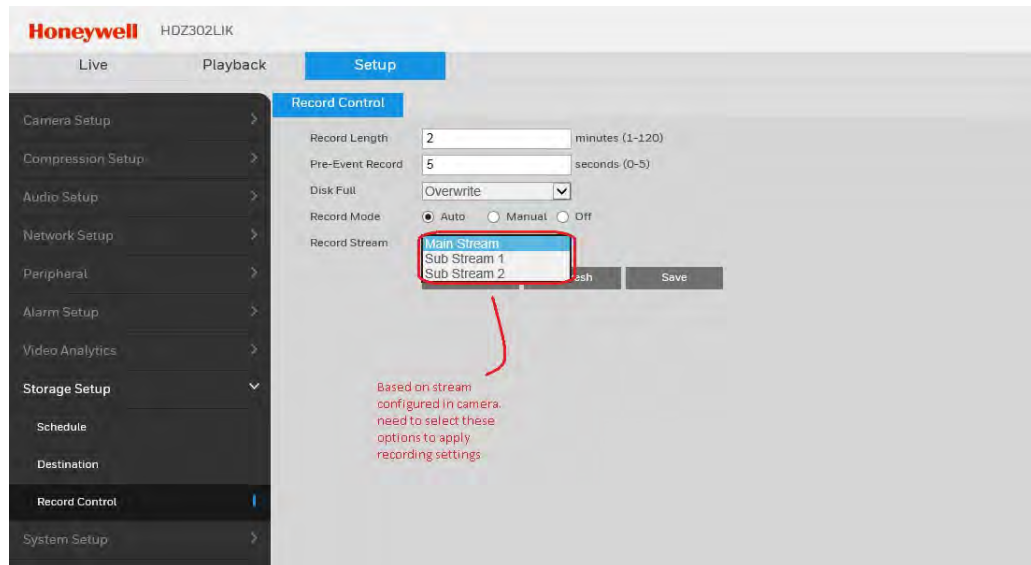 Honeywell HDZ302LIK
Live Playback Setup
Camera Setup
Compression Setup
Audio Setup
Network Setup
Peripheral
Alarm Setup
Video Analytics
Storage Setup
Schedule
Destination
Record Control
System Setup
Record Control
Record Length 2 minutes (1-120)
Pre-Event Record 5 seconds (0-5)
Disk Full Overwrite
Record Mode Auto Manual Off
Record Stream Main Stream
Sub Stream 1
Sub Stream 2
esh Save
Based on stream
configured in camera.
need to select these
options to apply
recording settings